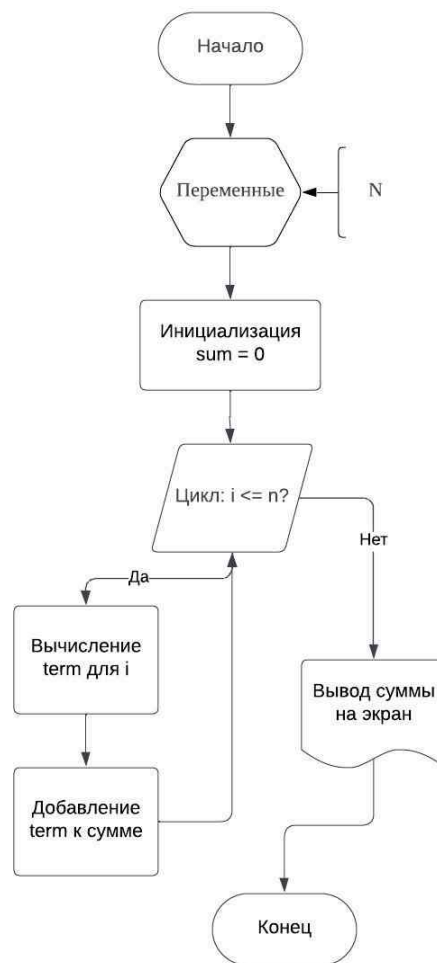 Начало
Переменные
N
Инициализация
sum = 0
Цикл: i <= n?
Да
Нет
Вычисление
term для i
Вывод суммы
на экран
Добавление
term к сумме
Конец